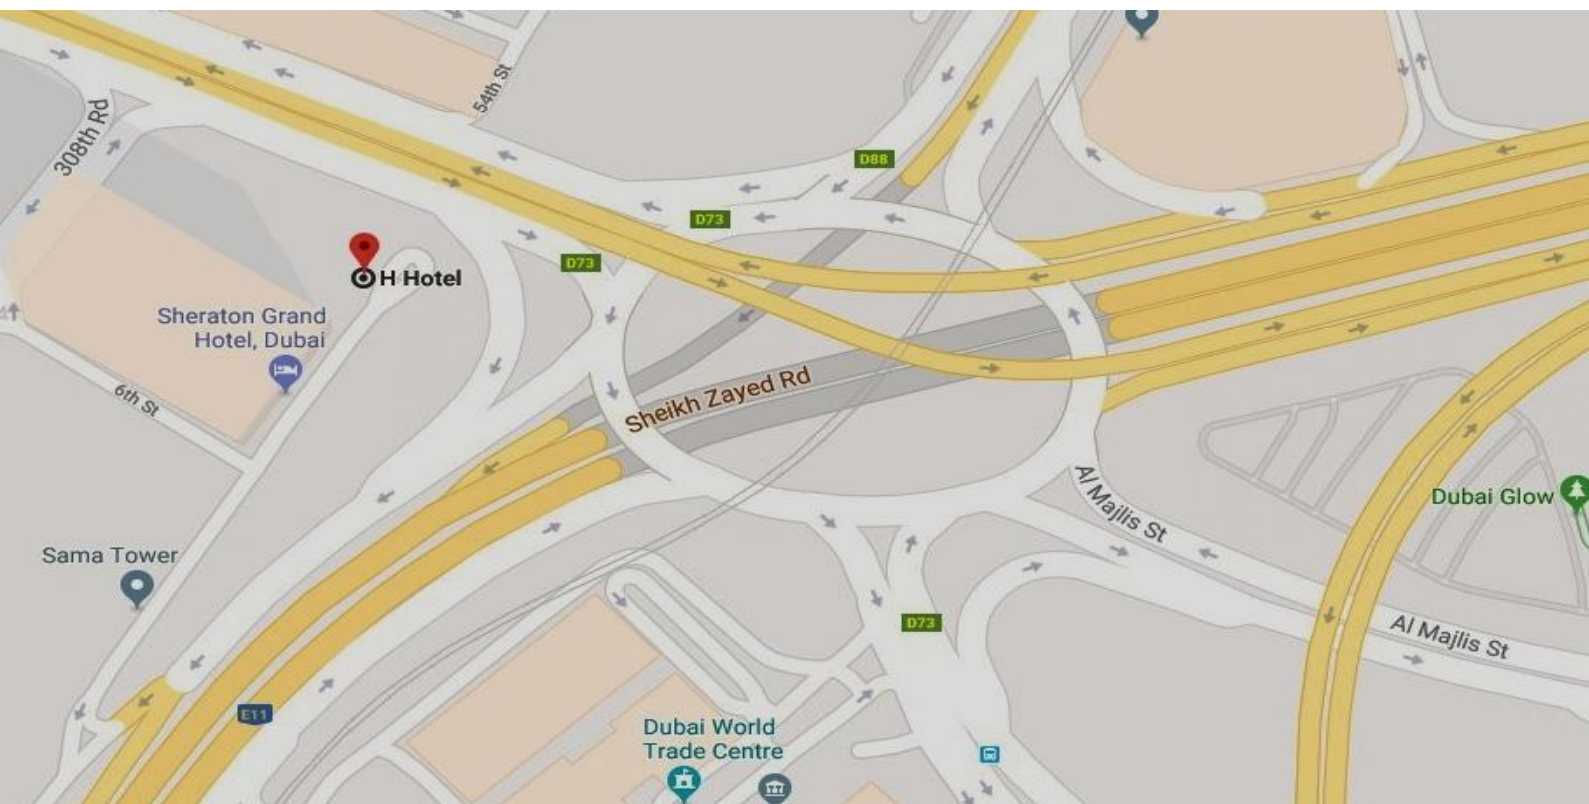 54th St
308th Rd
D88
D73
D73
H Hotel
Sheraton Grand
Hotel, Dubai
6th St
Sheikh Zayed Rd
Al Majlis St
Dubai Glow
Sama Tower
D73
Al Majlis St
E11
Dubai World
Trade Centre